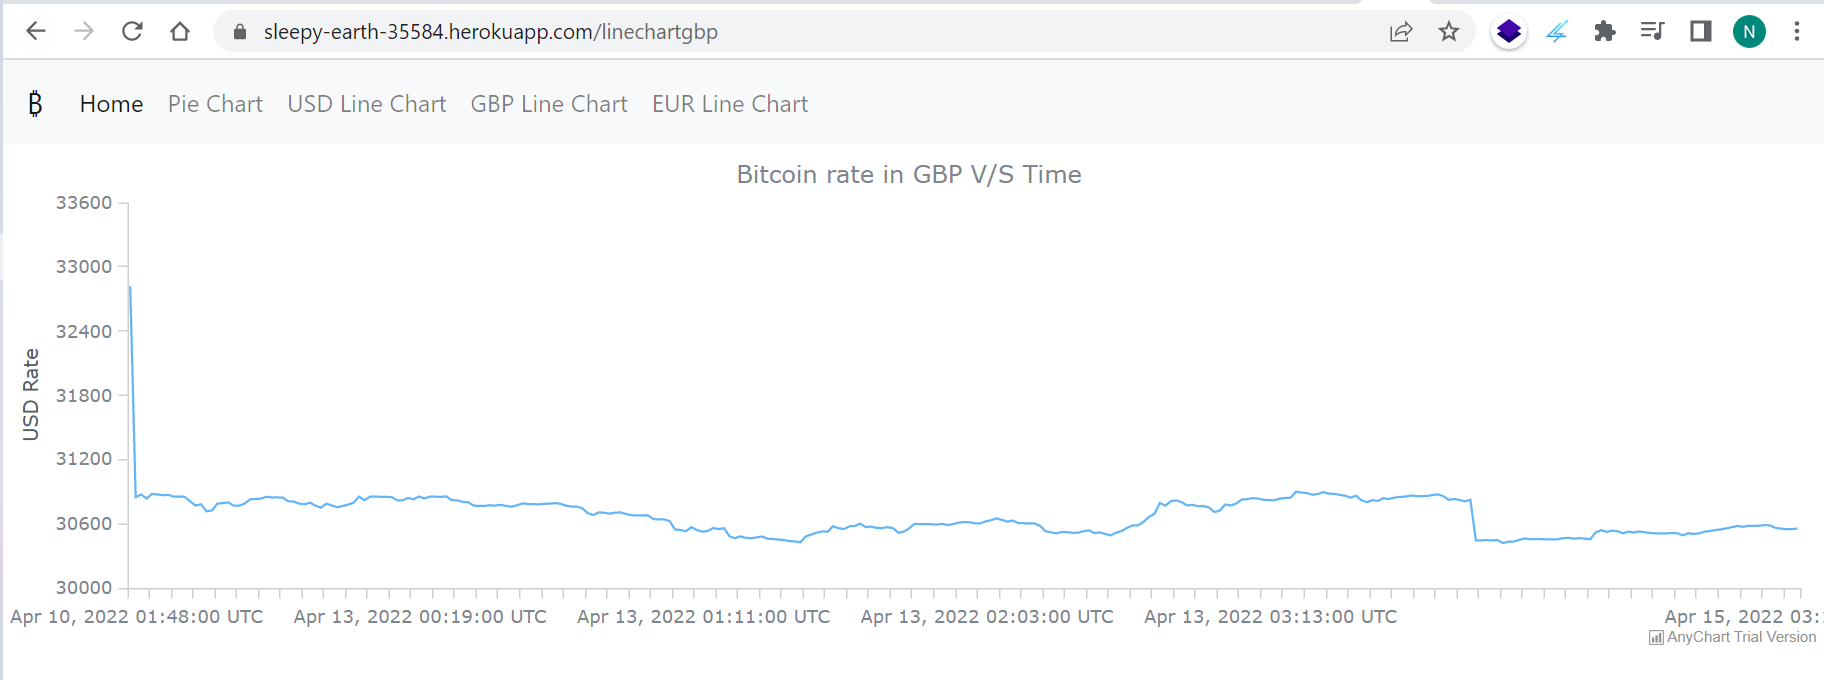 sleepy-earth-35584.herokuapp.com/linechartgbp
N
₿ Home Pie Chart USD Line Chart GBP Line Chart EUR Line Chart
Bitcoin rate in GBP V/S Time
33600
33000
32400
31800
31200
30600
30000
USD Rate
Apr 10, 2022 01:48:00 UTC Apr 13, 2022 00:19:00 UTC Apr 13, 2022 01:11:00 UTC Apr 13, 2022 02:03:00 UTC Apr 13, 2022 03:13:00 UTC Apr 15, 2022 03:
AnyChart Trial Version